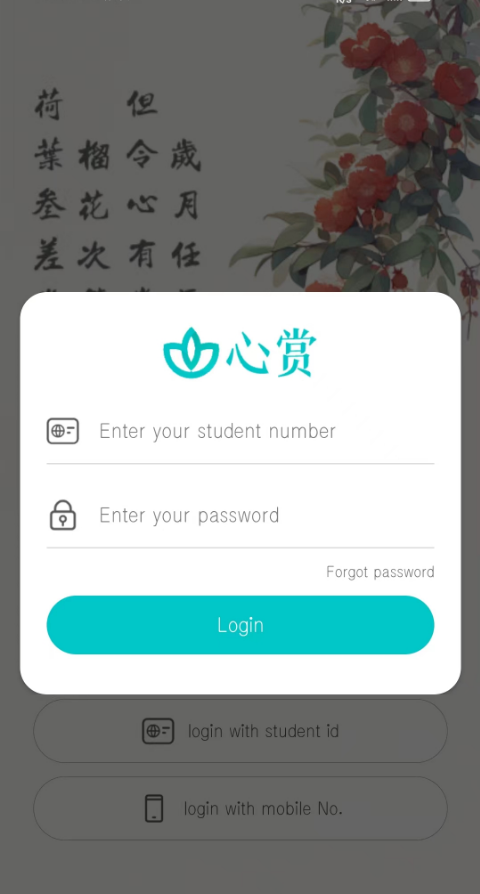 荷葉叁差
榴花次
但令心有
歲月任
心赏
Enter your student number
Enter your password
Forgot password
Login
login with student id
login with mobile No.